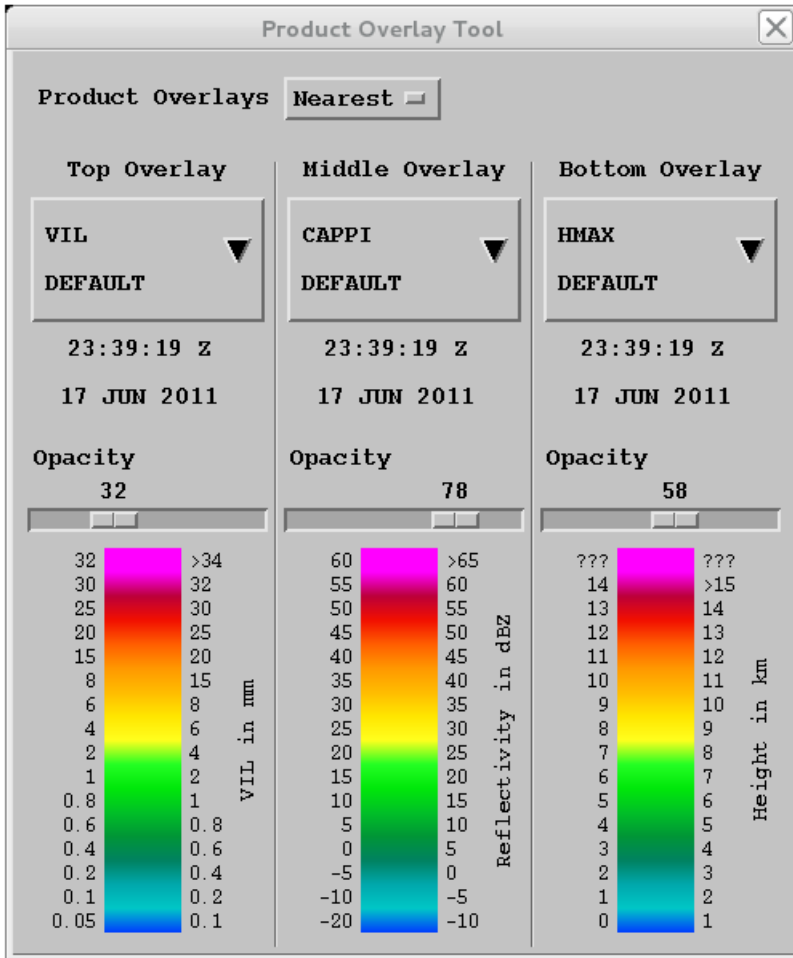 Product Overlay Tool
Product Overlays Nearest
Top Overlay
VIL
DEFAULT
23:39:19 Z
17 JUN 2011
Opacity
32
32 >34
30 32
25 30
20 25
15 20
8 15
6 8
4 6
2 4
1 2
0.8 1
0.6 0.8
0.4 0.6
0.2 0.4
0.1 0.2
0.05 0.1
VIL in mm
Middle Overlay
CAPPI
DEFAULT
23:39:19 Z
17 JUN 2011
Opacity
78
60 >65
55 60
50 55
45 50
40 45
35 40
30 35
25 30
20 25
15 20
10 15
5 10
0 5
-5 0
-10 -5
-20 -10
Reflectivity in dBZ
Bottom Overlay
HMAX
DEFAULT
23:39:19 Z
17 JUN 2011
Opacity
58
??? ???
14 >15
13 14
12 13
11 12
10 11
9 10
8 9
7 8
6 7
5 6
4 5
3 4
2 3
1 2
0 1
Height in km